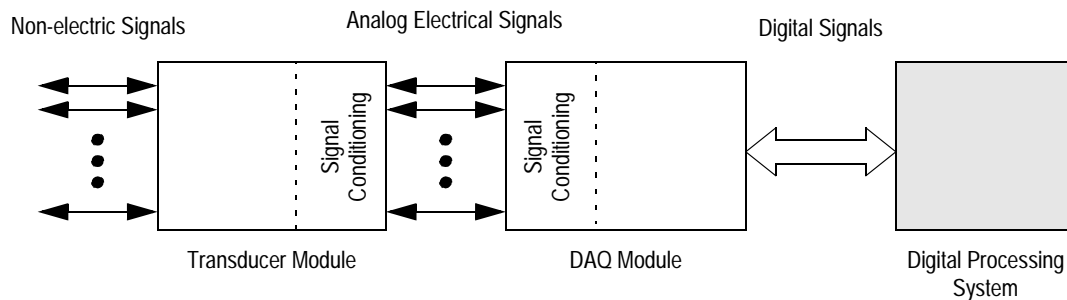 Non-electric Signals
Analog Electrical Signals
Digital Signals
Signal
Conditioning
Signal
Conditioning
Transducer Module
DAQ Module
Digital Processing
System